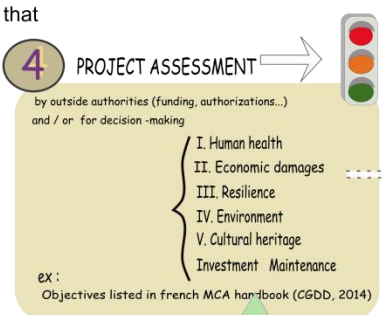 that
4 PROJECT ASSESSMENT
by outside authorities (funding, authorizations...)
and / or for decision -making
I. Human health
II. Economic damages
III. Resilience
IV. Environment
V. Cultural heritage
Investment Maintenance
ex :
Objectives listed in french MCA handbook (CGDD, 2014)